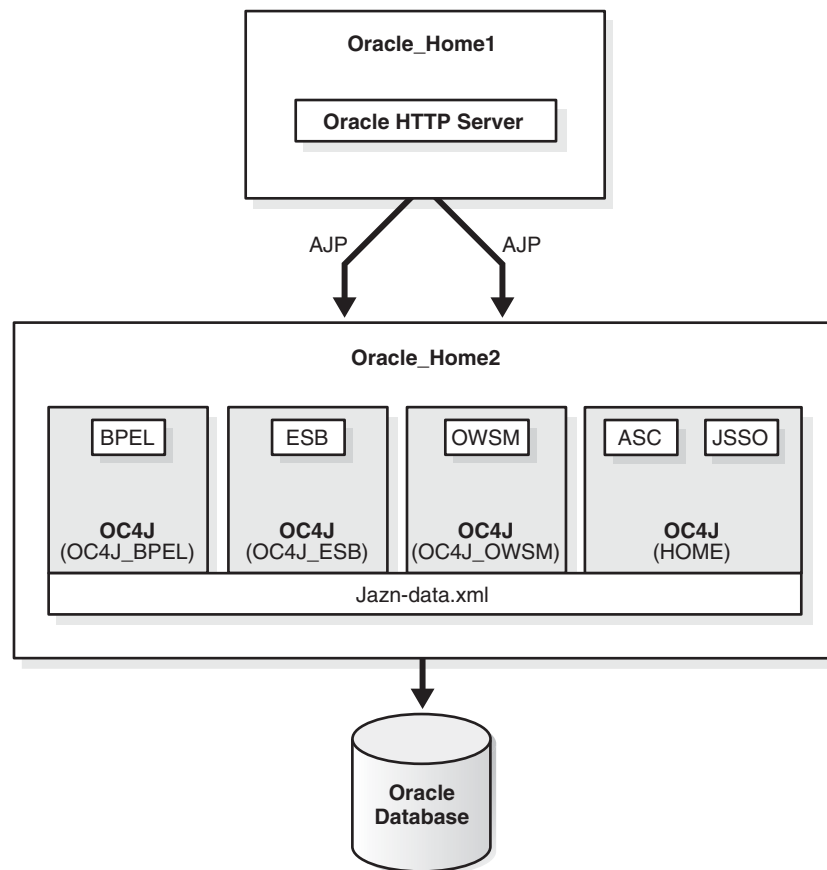 Oracle_Home1
Oracle HTTP Server
AJP
AJP
Oracle_Home2
BPEL
ESB
OWSM
ASC
JSSO
OC4J
(OC4J_BPEL)
OC4J
(OC4J_ESB)
OC4J
(OC4J_OWSM)
OC4J
(HOME)
Jazn-data.xml
Oracle
Database